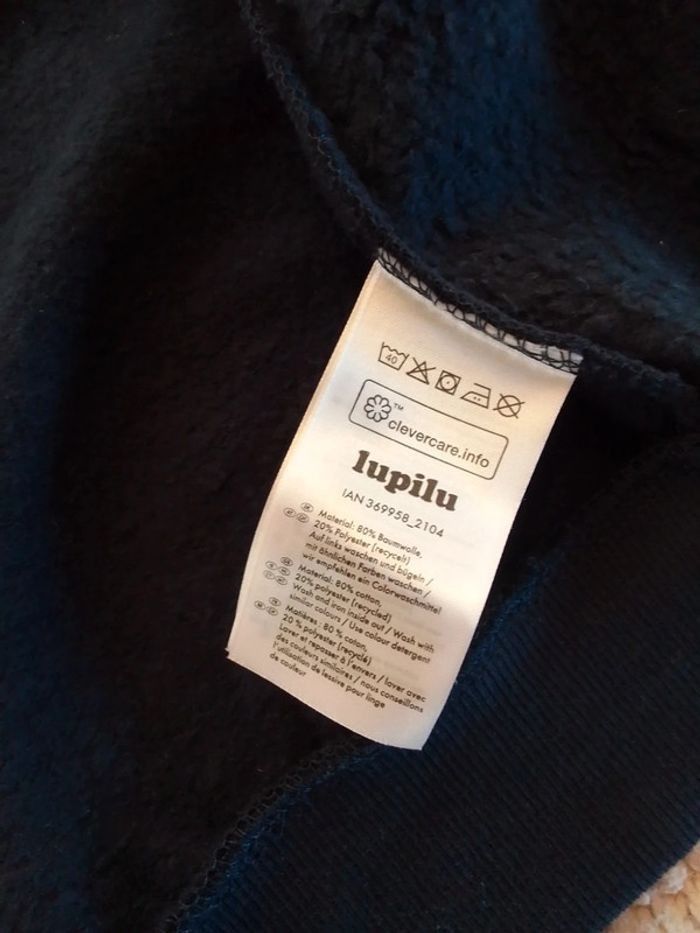 40
™
clevercare.info
lupilu
IAN 369958_2104
Material: 80% Baumwolle,
20% Polyester (recycelt)
Auf links waschen und bügeln /
mit ähnlichen Farben waschen /
wir empfehlen ein Colorwaschmittel
Material: 80% cotton,
20% polyester (recycled)
Wash and iron inside out / Wash with
similar colours / Use colour detergent
Matières : 80 % coton,
20 % polyester (recyclé)
Laver et repasser à l'envers / laver avec
des couleurs similaires / nous conseillons
l'utilisation de lessive pour linge
de couleur